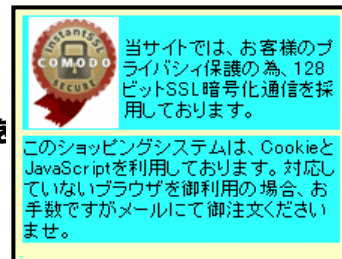 InstantSSL
COMODO
SECURE
当サイトでは、お客様のプ
ライバシィ保護の為、128
ビットSSL暗号化通信を採
用しております。
このショッピングシステムは、Cookieと
JavaScriptを利用しております。対応し
ていないブラウザを御利用の場合、お
手数ですがメールにて御注文ください
ませ。